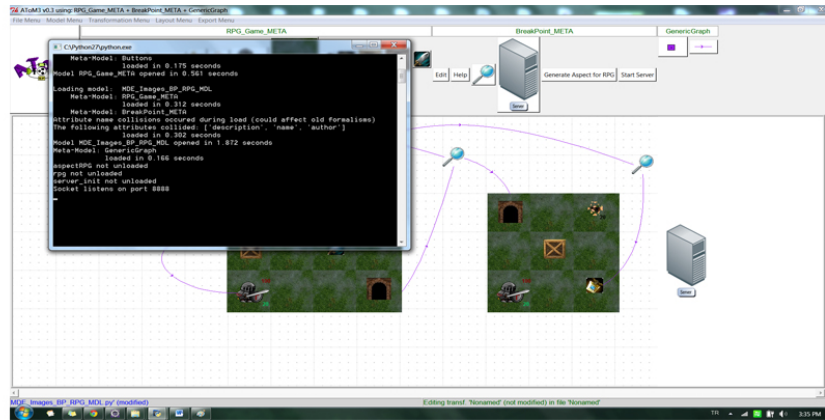 AToM3 v0.3 using: RPG_Game_META + BreakPoint_META + GenericGraph
File Menu Model Menu Transformation Menu Layout Menu Export Menu
RPG_Game_META BreakPoint_META GenericGraph
C:\Python27\python.exe
Edit Help Generate Aspect for RPG Start Server
Server
Meta-Model: Buttons
loaded in 0.175 seconds
Model RPG_Game_META opened in 0.561 seconds
Loading model: MDE_Images_BP_RPG_MDL
Meta-Model: RPG_Game_META
loaded in 0.312 seconds
Meta-Model: BreakPoint_META
Attribute name collisions occured during load (could affect old formalisms)
The following attributes collided: ['description', 'name', 'author']
loaded in 0.302 seconds
Model MDE_Images_BP_RPG_MDL opened in 1.872 seconds
Meta-Model: GenericGraph
loaded in 0.166 seconds
aspectRPG not unloaded
rpg not unloaded
server_init not unloaded
Socket listens on port 8888
Server
MDE_Images_BP_RPG_MDL.py' (modified) Editing transf. 'Nonamed' (not modified) in file 'Nonamed'
TR 3:35 PM